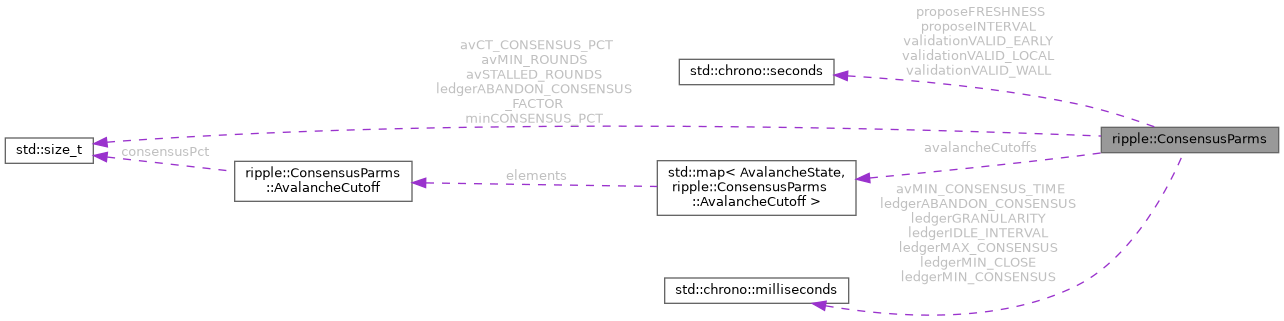 proposeFRESHNESS
proposeINTERVAL
validationVALID_EARLY
validationVALID_LOCAL
validationVALID_WALL
avCT_CONSENSUS_PCT
avMIN_ROUNDS
avSTALLED_ROUNDS
ledgerABANDON_CONSENSUS
_FACTOR
minCONSENSUS_PCT
std::chrono::seconds
ripple::ConsensusParms
std::size_t
consensusPct
avalancheCutoffs
ripple::ConsensusParms
::AvalancheCutoff
elements
std::map< AvalancheState,
ripple::ConsensusParms
::AvalancheCutoff >
avMIN_CONSENSUS_TIME
ledgerABANDON_CONSENSUS
ledgerGRANULARITY
ledgerIDLE_INTERVAL
ledgerMAX_CONSENSUS
ledgerMIN_CLOSE
ledgerMIN_CONSENSUS
std::chrono::milliseconds